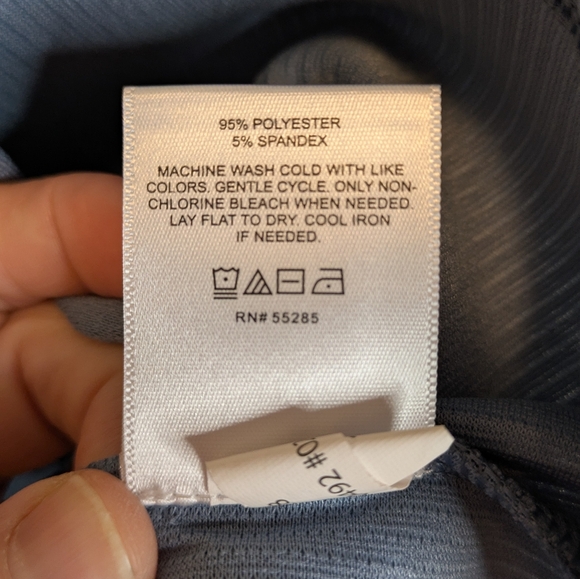 95% POLYESTER
5% SPANDEX
MACHINE WASH COLD WITH LIKE
COLORS. GENTLE CYCLE. ONLY NON-
CHLORINE BLEACH WHEN NEEDED.
LAY FLAT TO DRY. COOL IRON
IF NEEDED.
RN# 55285